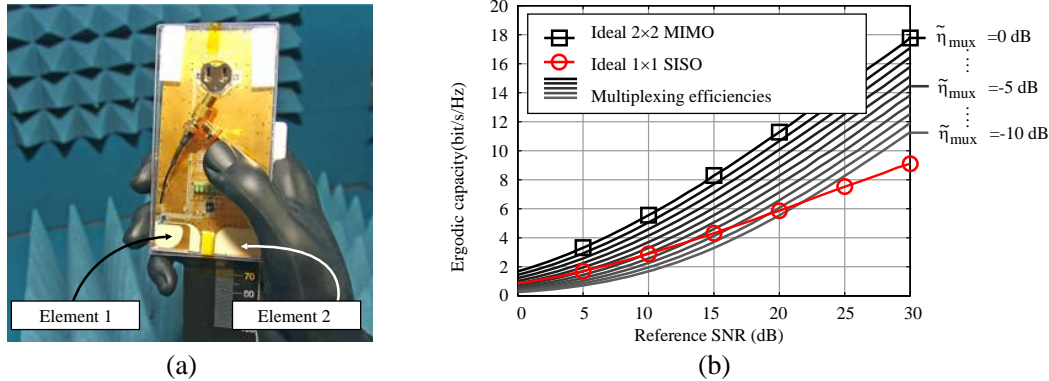 Element 1
Element 2
70
(a)
Ergodic capacity(bit/s/Hz)
20
18
16
14
12
10
8
6
4
2
0
Ideal 2×2 MIMO
Ideal 1×1 SISO
Multiplexing efficiencies
η̃mux =0 dB
η̃mux =-5 dB
η̃mux =-10 dB
0 5 10 15 20 25 30
Reference SNR (dB)
(b)